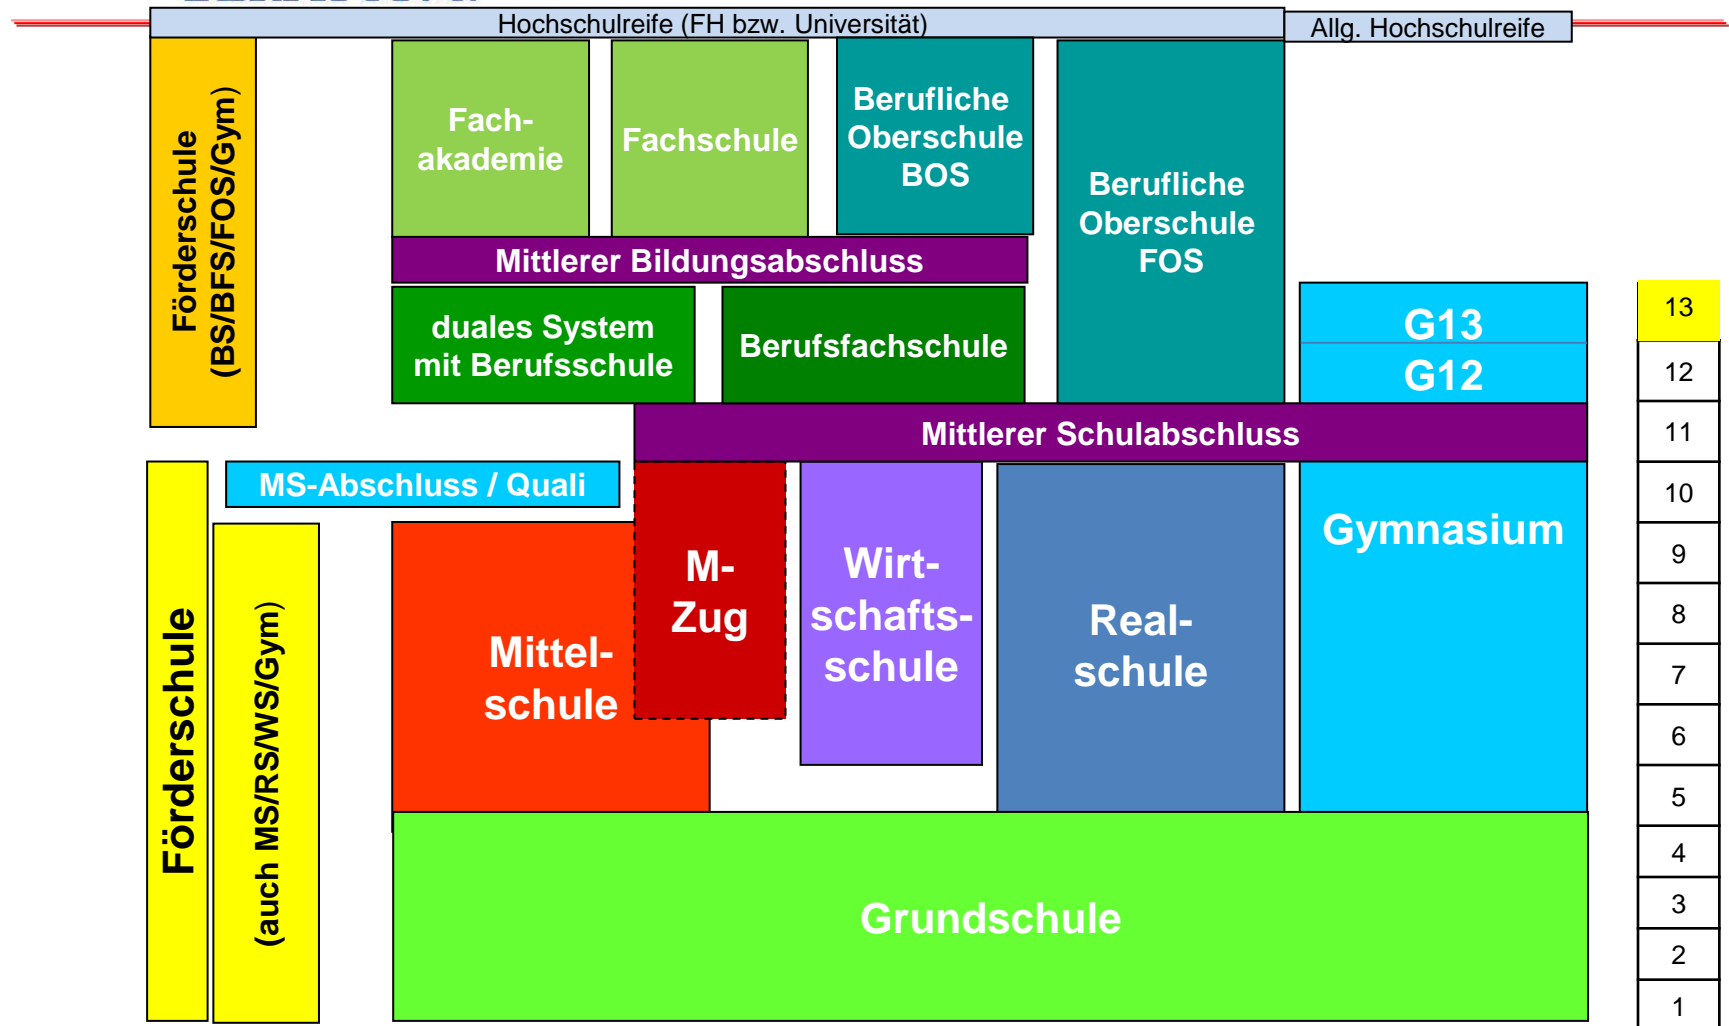 Hochschulreife (FH bzw. Universität)
Allg. Hochschulreife
Förderschule
(BS/BFS/FOS/Gym)
Fach-
akademie
Fachschule
Berufliche
Oberschule
BOS
Berufliche
Oberschule
FOS
Mittlerer Bildungsabschluss
duales System
mit Berufsschule
Berufsfachschule
G13
G12
Mittlerer Schulabschluss
MS-Abschluss / Quali
Förderschule
(auch MS/RS/WS/Gym)
Mittel-
schule
M-
Zug
Wirt-
schafts-
schule
Real-
schule
Gymnasium
Grundschule
13
12
11
10
9
8
7
6
5
4
3
2
1